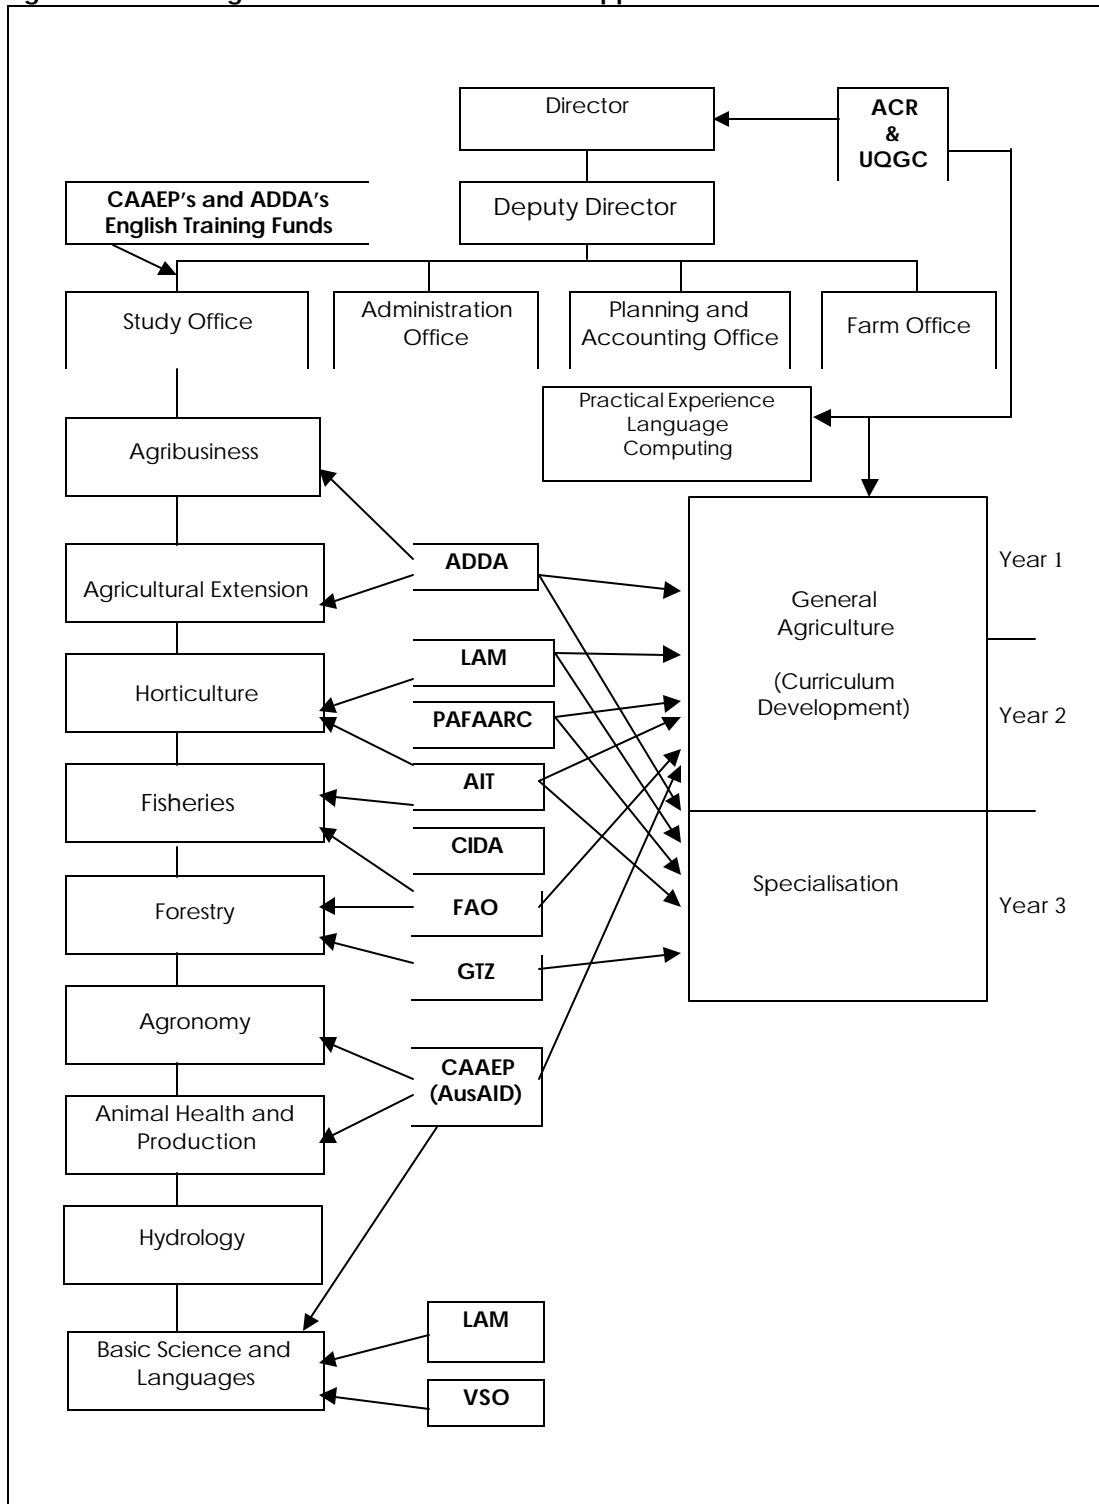 Director
ACR
&
UQGC
CAAEP's and ADDA's
English Training Funds
Deputy Director
Study Office
Administration
Office
Planning and
Accounting Office
Farm Office
Practical Experience
Language
Computing
Agribusiness
ADDA
Year 1
Agricultural Extension
General
Agriculture
(Curriculum
Development)
LAM
Horticulture
PAFAARC
Year 2
AIT
Fisheries
CIDA
Specialisation
FAO
Forestry
Year 3
GTZ
Agronomy
CAAEP
(AusAID)
Animal Health and
Production
Hydrology
LAM
Basic Science and
Languages
VSO